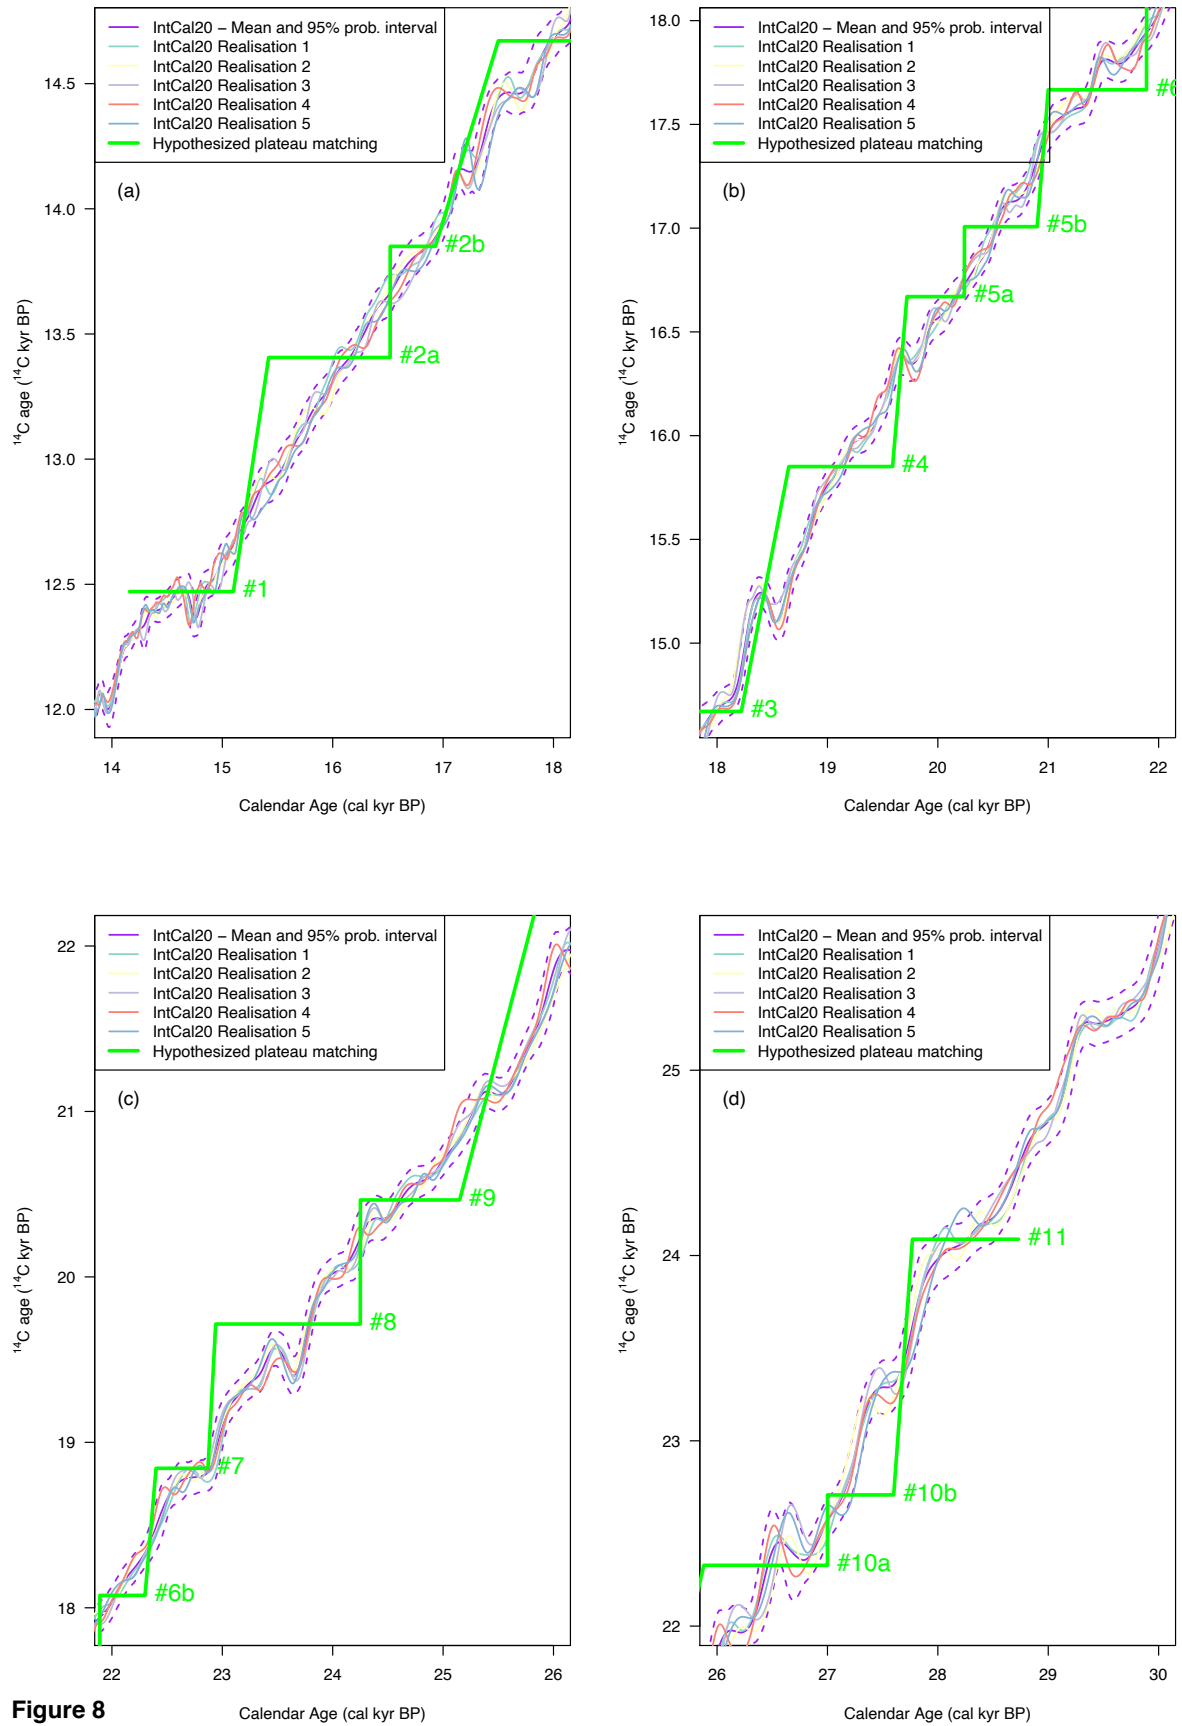 IntCal20 – Mean and 95% prob. interval
IntCal20 Realisation 1
IntCal20 Realisation 2
IntCal20 Realisation 3
IntCal20 Realisation 4
IntCal20 Realisation 5
Hypothesized plateau matching
(a)
14.5
14.0
13.5
13.0
12.5
12.0
#2b
#2a
#1
14C age (14C kyr BP)
14 15 16 17 18
Calendar Age (cal kyr BP)
IntCal20 – Mean and 95% prob. interval
IntCal20 Realisation 1
IntCal20 Realisation 2
IntCal20 Realisation 3
IntCal20 Realisation 4
IntCal20 Realisation 5
Hypothesized plateau matching
(b)
18.0
17.5
17.0
16.5
16.0
15.5
15.0
#6
#5b
#5a
#4
#3
14C age (14C kyr BP)
18 19 20 21 22
Calendar Age (cal kyr BP)
IntCal20 – Mean and 95% prob. interval
IntCal20 Realisation 1
IntCal20 Realisation 2
IntCal20 Realisation 3
IntCal20 Realisation 4
IntCal20 Realisation 5
Hypothesized plateau matching
(c)
22
21
20
19
18
#9
#8
#7
#6b
14C age (14C kyr BP)
22 23 24 25 26
Calendar Age (cal kyr BP)
IntCal20 – Mean and 95% prob. interval
IntCal20 Realisation 1
IntCal20 Realisation 2
IntCal20 Realisation 3
IntCal20 Realisation 4
IntCal20 Realisation 5
Hypothesized plateau matching
(d)
25
24
23
22
#11
#10b
#10a
14C age (14C kyr BP)
26 27 28 29 30
Calendar Age (cal kyr BP)
Figure 8